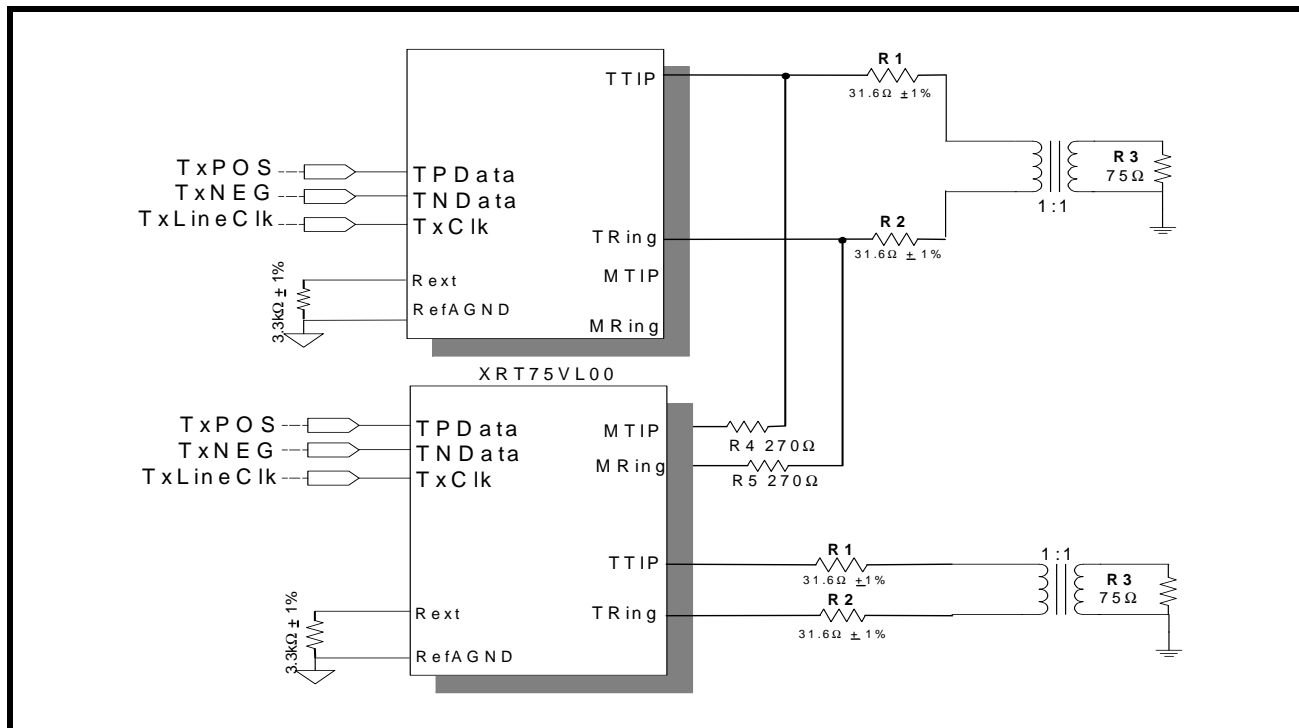 TTIP
R1
31.6Ω ±1%
TxPOS
TPData
R3
75Ω
TxNEG
TNData
1:1
TxLineClk
TxClk
R2
TRing
31.6Ω ±1%
MTIP
Rext
3.3kΩ ± 1%
RefAGND
MRing
XRT75VL00
TxPOS
TPData
MTIP
R4 270Ω
TxNEG
TNData
MRing
TxLineClk
TxClk
R5 270Ω
R1
1:1
TTIP
31.6Ω ±1%
R3
75Ω
R2
Rext
TRing
31.6Ω ± 1%
3.3kΩ ± 1%
RefAGND